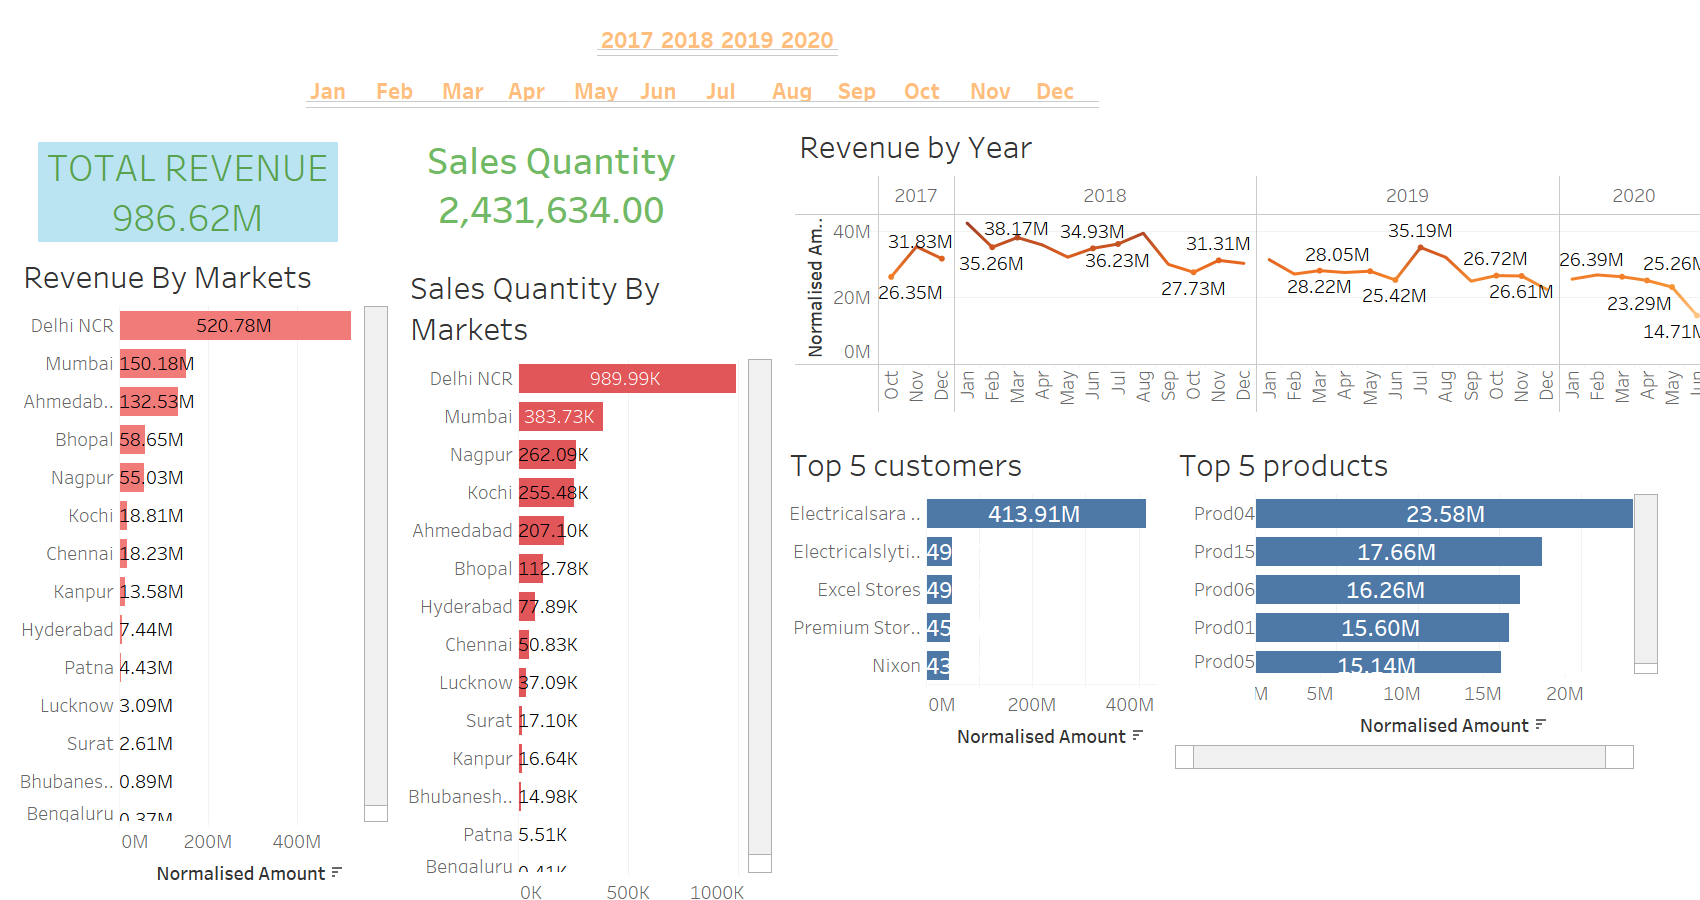 2017 2018 2019 2020
Jan Feb Mar Apr May Jun Jul Aug Sep Oct Nov Dec
TOTAL REVENUE
986.62M
Sales Quantity
2,431,634.00
Revenue By Markets
Delhi NCR 520.78M
Mumbai 150.18M
Ahmedab.. 132.53M
Bhopal 58.65M
Nagpur 55.03M
Kochi 18.81M
Chennai 18.23M
Kanpur 13.58M
Hyderabad 7.44M
Patna 4.43M
Lucknow 3.09M
Surat 2.61M
Bhubanes.. 0.89M
Bengaluru 0.37M
0M 200M 400M
Normalised Amount
Sales Quantity By
Markets
Delhi NCR 989.99K
Mumbai 383.73K
Nagpur 262.09K
Kochi 255.48K
Ahmedabad 207.10K
Bhopal 112.78K
Hyderabad 77.89K
Chennai 50.83K
Lucknow 37.09K
Surat 17.10K
Kanpur 16.64K
Bhubanesh.. 14.98K
Patna 5.51K
Bengaluru 0.41K
0K 500K 1000K
Revenue by Year
2017 2018 2019 2020
Normalised Am..
40M
20M
0M
26.35M 31.83M 35.26M 38.17M 34.93M 36.23M 27.73M 31.31M 28.22M 28.05M 25.42M 35.19M 26.72M 26.61M 26.39M 23.29M 25.26M 14.71M
Oct Nov Dec Jan Feb Mar Apr May Jun Jul Aug Sep Oct Nov Dec Jan Feb Mar Apr May Jun Jul Aug Sep Oct Nov Dec Jan Feb Mar Apr May Jun
Top 5 customers
Electricalsara .. 413.91M
Electricalslyti.. 49
Excel Stores 49
Premium Stor.. 45
Nixon 43
0M 200M 400M
Normalised Amount
Top 5 products
Prod04 23.58M
Prod15 17.66M
Prod06 16.26M
Prod01 15.60M
Prod05 15.14M
M 5M 10M 15M 20M
Normalised Amount